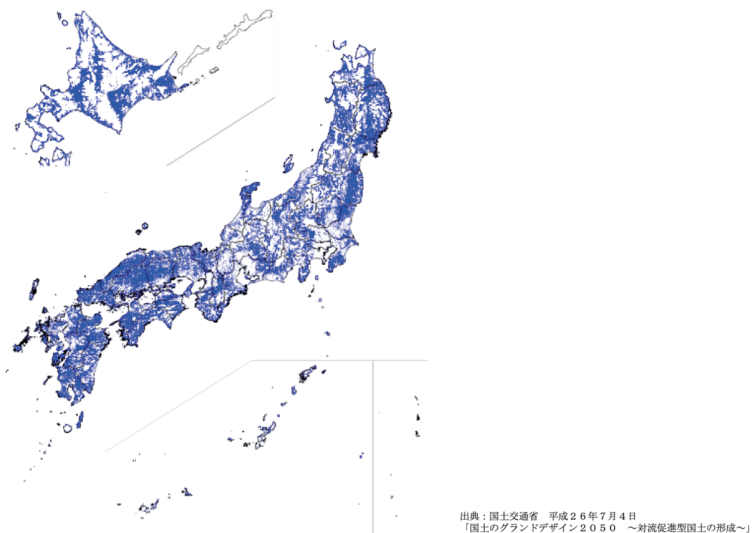 出典：国土交通省　平成２６年７月４日
「国土のグランドデザイン２０５０　～対流促進型国土の形成～」